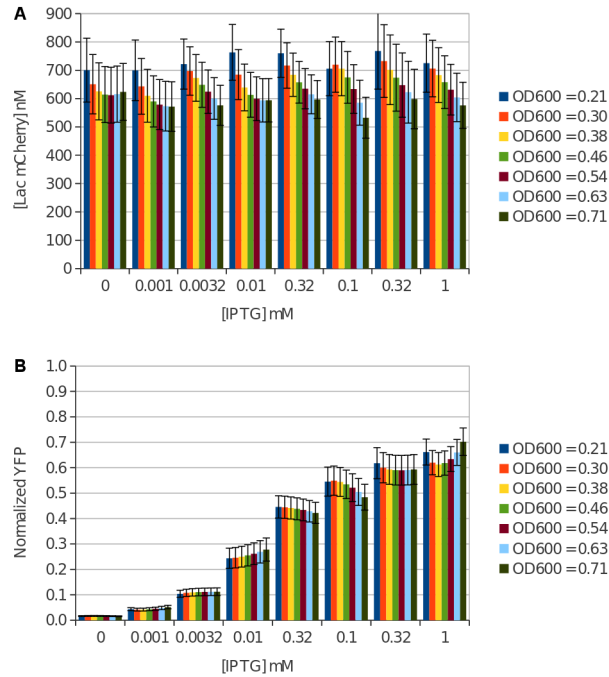 A
900
800
700
600
500
400
300
200
100
0
[Lac mCherry] nM
0 0.001 0.0032 0.01 0.32 0.1 0.32 1
[IPTG] mM
OD600 = 0.21
OD600 = 0.30
OD600 = 0.38
OD600 = 0.46
OD600 = 0.54
OD600 = 0.63
OD600 = 0.71
B
1.0
0.9
0.8
0.7
0.6
0.5
0.4
0.3
0.2
0.1
0.0
Normalized YFP
0 0.001 0.0032 0.01 0.32 0.1 0.32 1
[IPTG] mM
OD600 = 0.21
OD600 = 0.30
OD600 = 0.38
OD600 = 0.46
OD600 = 0.54
OD600 = 0.63
OD600 = 0.71